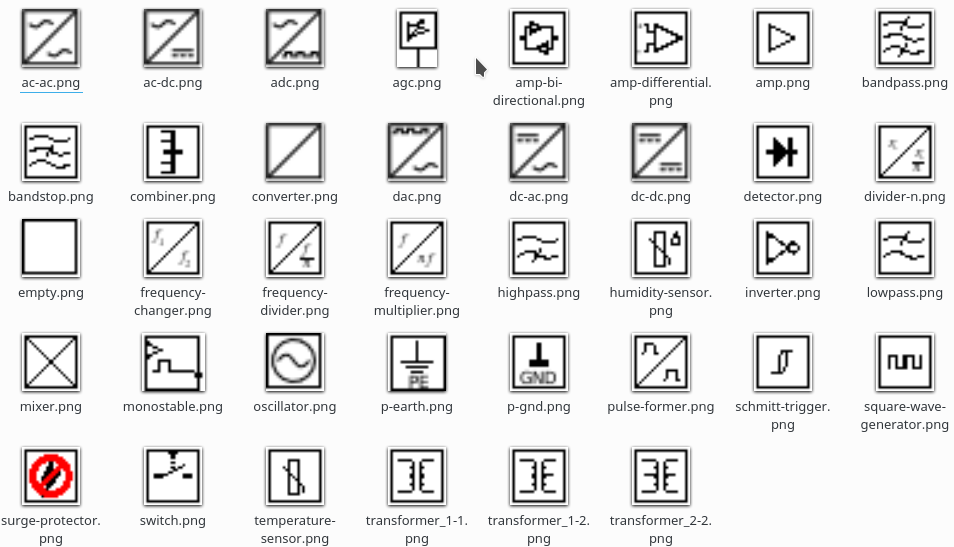 ac-ac.png ac-dc.png adc.png agc.png amp-bi- amp-differential. amp.png bandpass.png
directional.png png
bandstop.png combiner.png converter.png dac.png dc-ac.png dc-dc.png detector.png divider-n.png
empty.png frequency- frequency- frequency- highpass.png humidity-sensor. inverter.png lowpass.png
changer.png divider.png multiplier.png png
PE GND
mixer.png monostable.png oscillator.png p-earth.png p-gnd.png pulse-former.png schmitt-trigger. square-wave-
png generator.png
surge-protector. switch.png temperature- transformer_1-1. transformer_1-2. transformer_2-2.
png sensor.png png png png